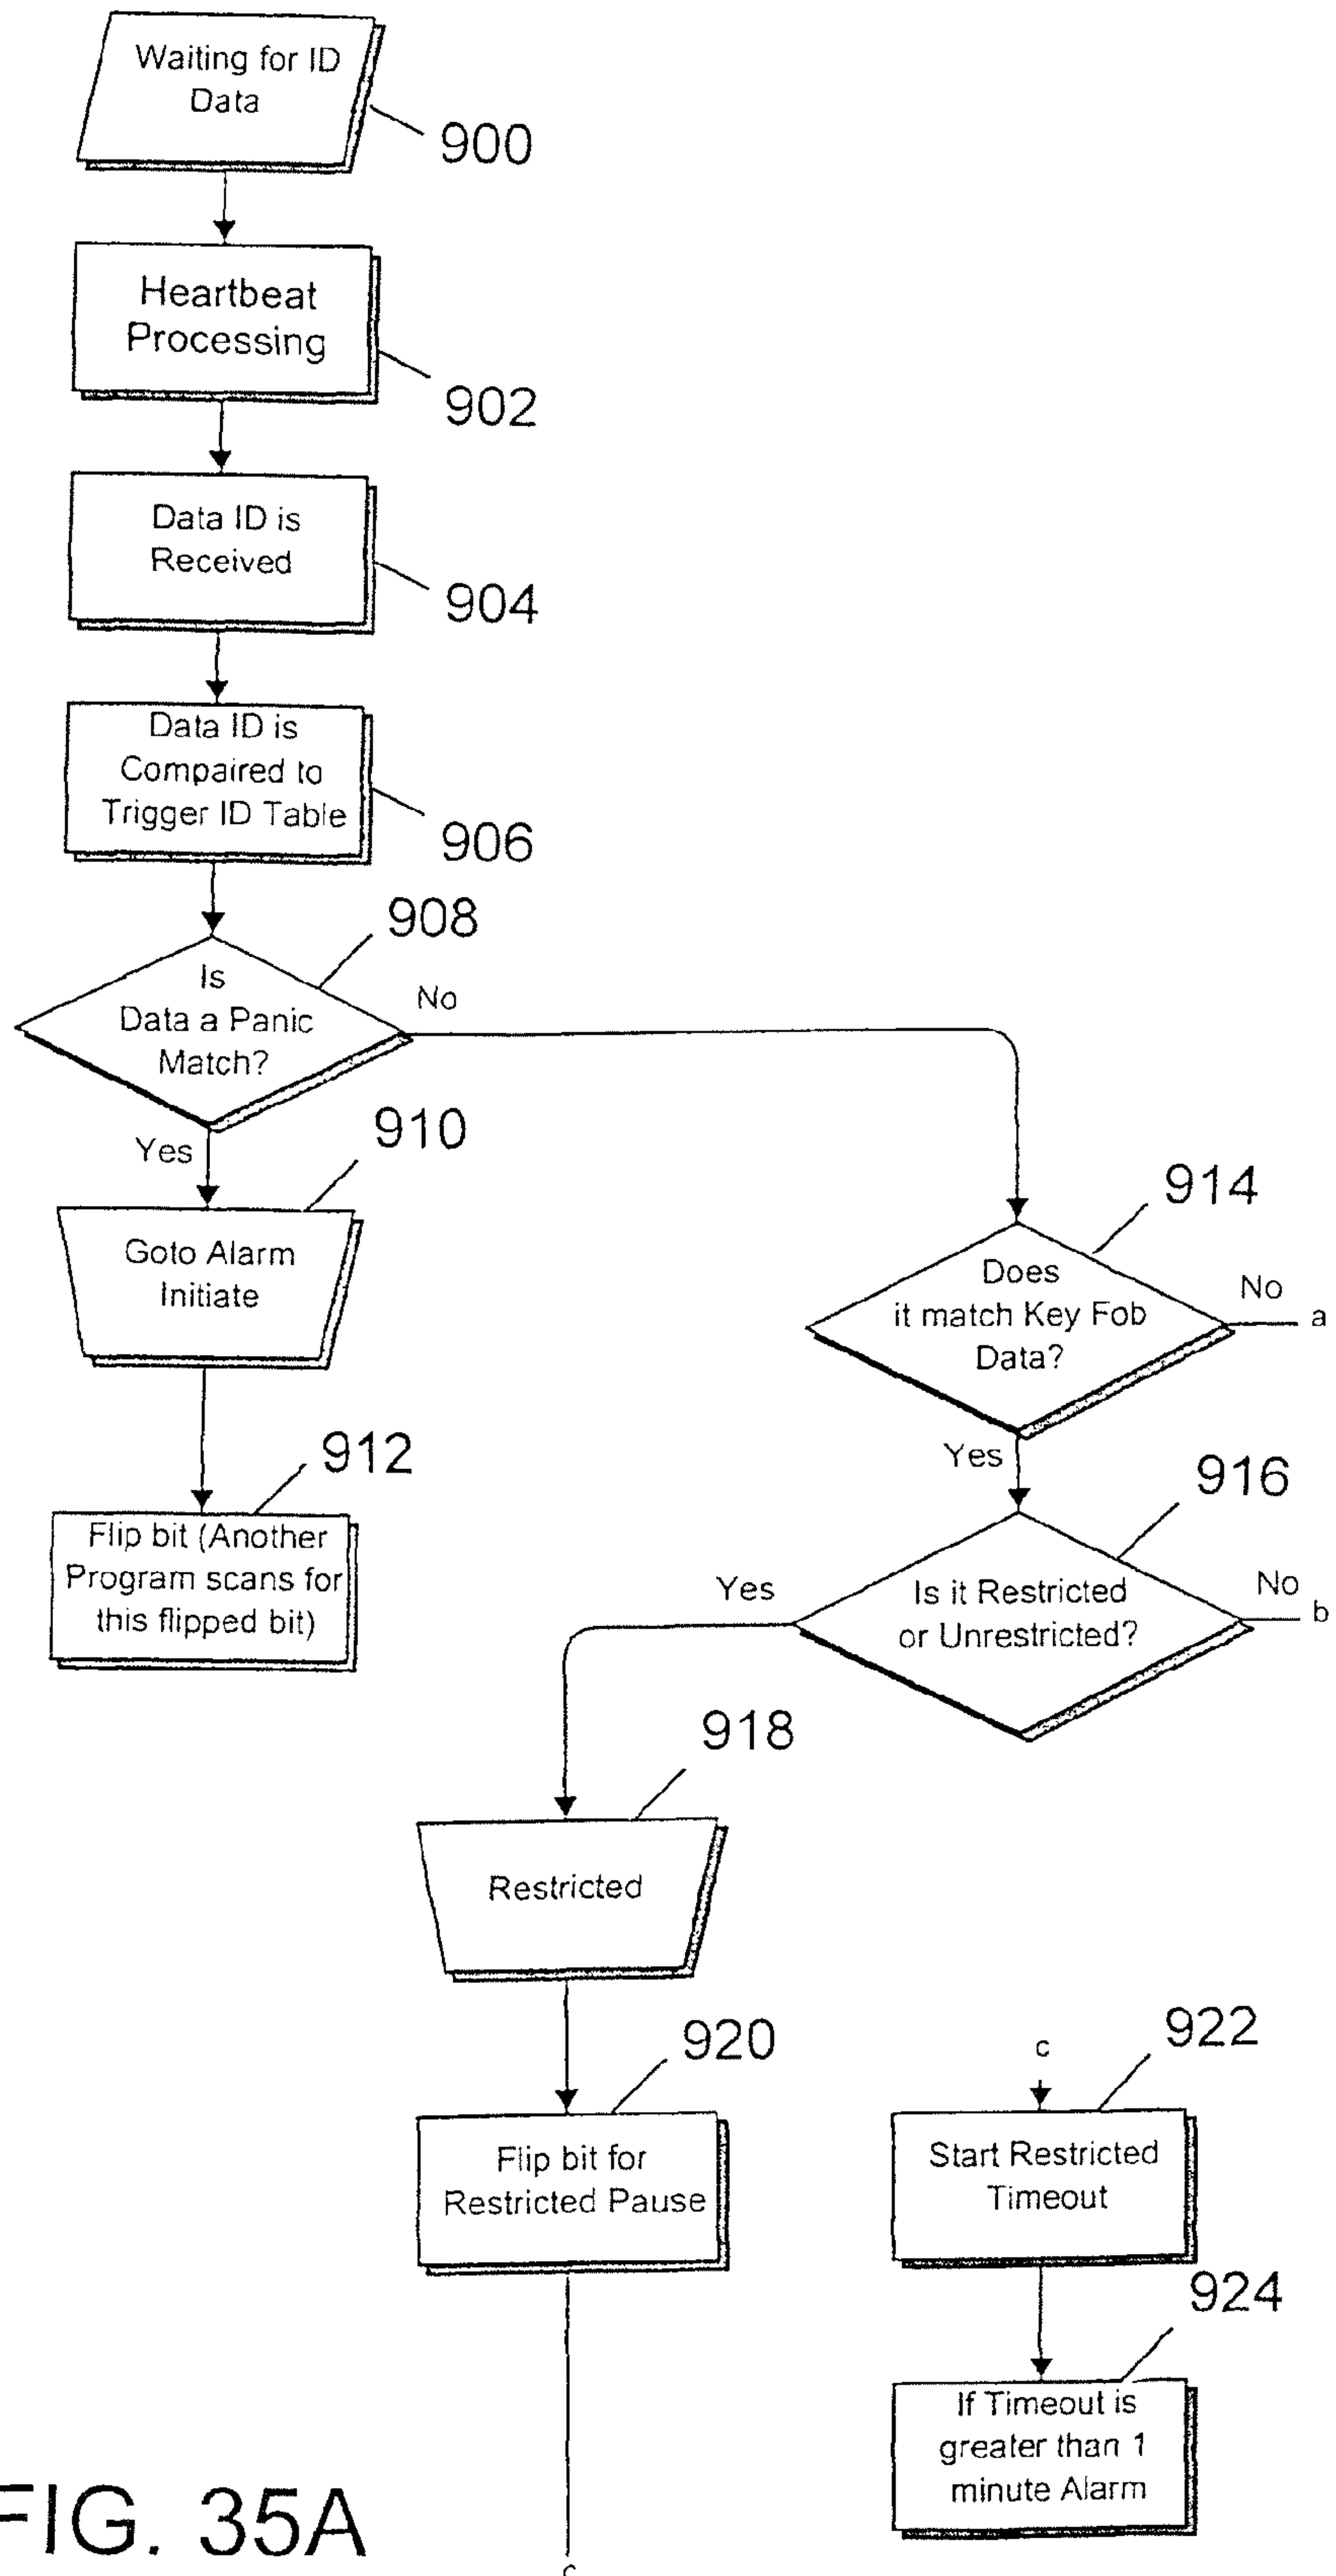 Waiting for ID
Data
900
Heartbeat
Processing
902
Data ID is
Received
904
Data ID is
Compaired to
Trigger ID Table
906
908
Is
Data a Panic
Match?
No
Yes
910
Goto Alarm
Initiate
912
Flip bit (Another
Program scans for
this flipped bit)
914
Does
it match Key Fob
Data?
No
a
Yes
916
Is it Restricted
or Unrestricted?
Yes
No
b
918
Restricted
920
Flip bit for
Restricted Pause
c
c
922
Start Restricted
Timeout
924
If Timeout is
greater than 1
minute Alarm
FIG. 35A